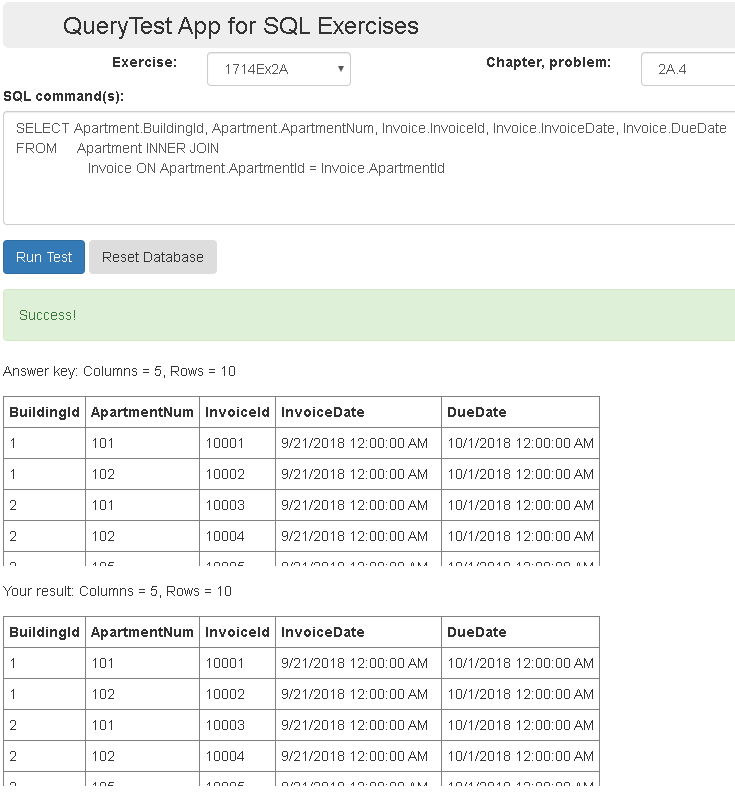 QueryTest App for SQL Exercises
Exercise: 1714Ex2A Chapter, problem: 2A.4
SQL command(s):
SELECT Apartment.BuildingId, Apartment.ApartmentNum, Invoice.InvoiceId, Invoice.InvoiceDate, Invoice.DueDate
FROM Apartment INNER JOIN
Invoice ON Apartment.ApartmentId = Invoice.ApartmentId
Run Test Reset Database
Success!
Answer key: Columns = 5, Rows = 10
BuildingId ApartmentNum InvoiceId InvoiceDate DueDate
1 101 10001 9/21/2018 12:00:00 AM 10/1/2018 12:00:00 AM
1 102 10002 9/21/2018 12:00:00 AM 10/1/2018 12:00:00 AM
2 101 10003 9/21/2018 12:00:00 AM 10/1/2018 12:00:00 AM
2 102 10004 9/21/2018 12:00:00 AM 10/1/2018 12:00:00 AM
Your result: Columns = 5, Rows = 10
BuildingId ApartmentNum InvoiceId InvoiceDate DueDate
1 101 10001 9/21/2018 12:00:00 AM 10/1/2018 12:00:00 AM
1 102 10002 9/21/2018 12:00:00 AM 10/1/2018 12:00:00 AM
2 101 10003 9/21/2018 12:00:00 AM 10/1/2018 12:00:00 AM
2 102 10004 9/21/2018 12:00:00 AM 10/1/2018 12:00:00 AM